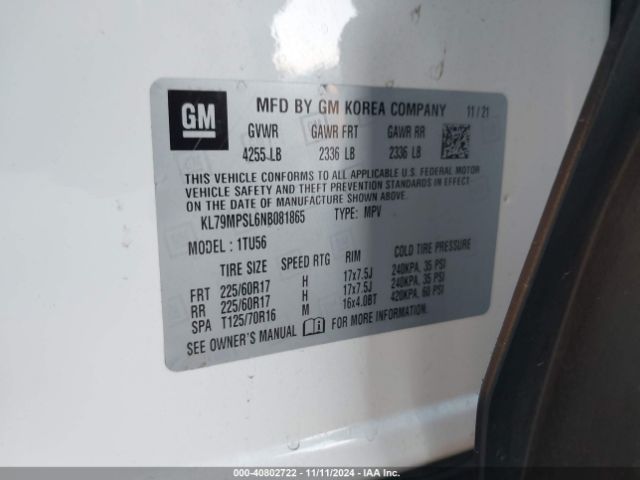 GM
MFD BY GM KOREA COMPANY 11/21
GVWR GAWR FRT GAWR RR
4255 LB 2336 LB 2336 LB
THIS VEHICLE CONFORMS TO ALL APPLICABLE U.S. FEDERAL MOTOR
VEHICLE SAFETY AND THEFT PREVENTION STANDARDS IN EFFECT
ON THE DATE OF MANUFACTURE SHOWN ABOVE.
KL79MPSL6NB081865 TYPE: MPV
MODEL: 1TU56
TIRE SIZE SPEED RTG RIM COLD TIRE PRESSURE
FRT 225/60R17 H 17x7.5J 240KPA, 35 PSI
RR 225/60R17 H 17x7.5J 240KPA, 35 PSI
SPA T125/70R16 M 16x4.0BT 420KPA, 60 PSI
SEE OWNER'S MANUAL FOR MORE INFORMATION.
000-40802722 - 11/11/2024 - IAA Inc.